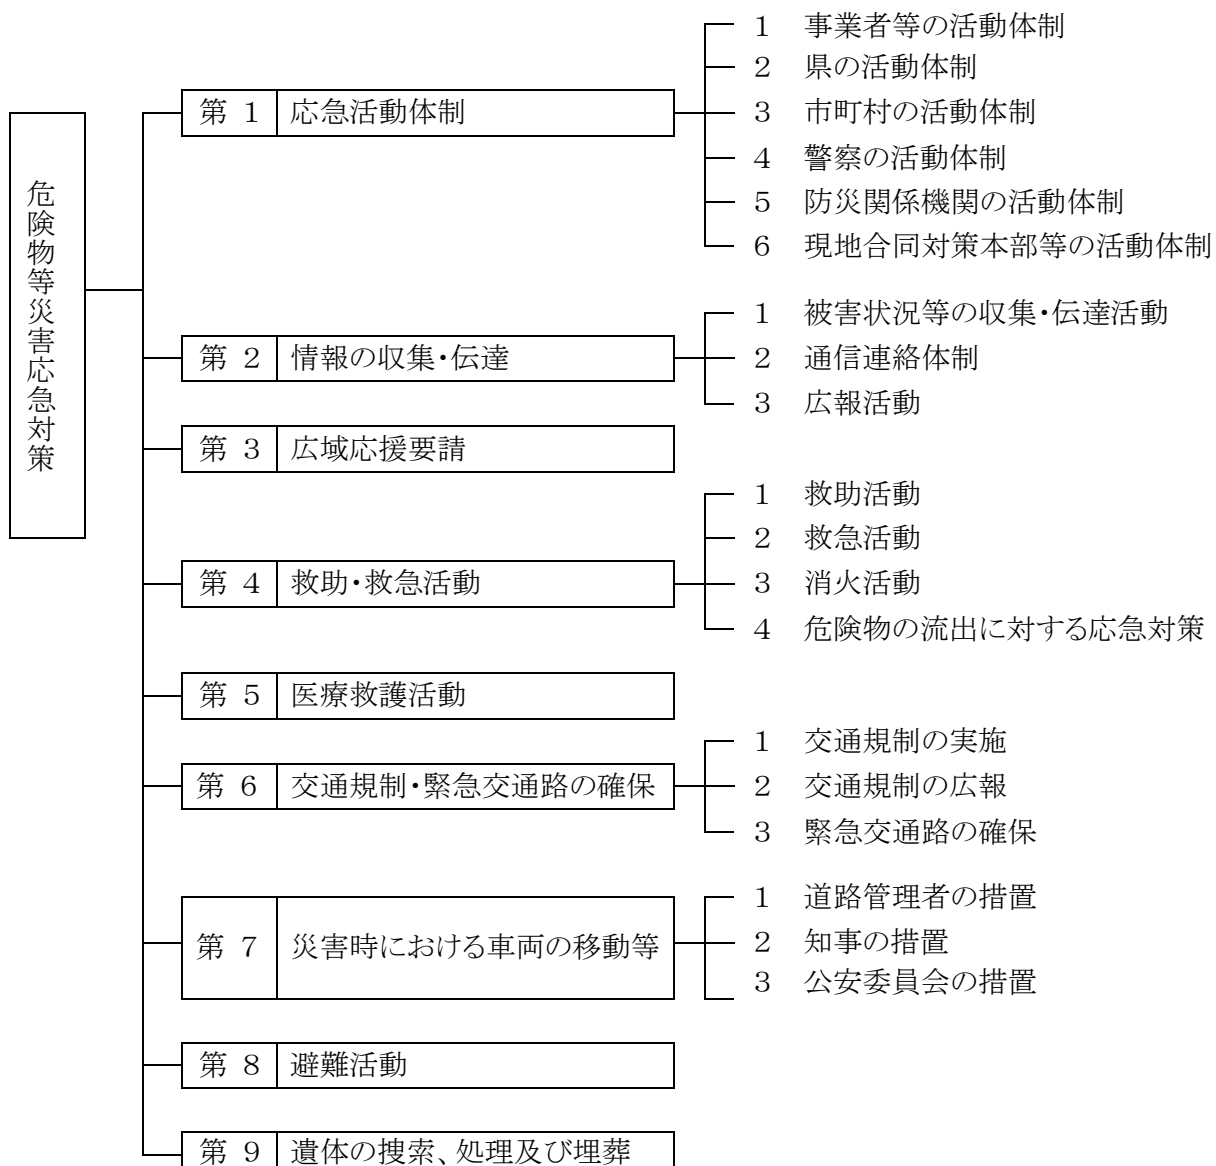 危険物等災害応急対策
第 1 応急活動体制
1 事業者等の活動体制
2 県の活動体制
3 市町村の活動体制
4 警察の活動体制
5 防災関係機関の活動体制
6 現地合同対策本部等の活動体制
第 2 情報の収集・伝達
1 被害状況等の収集・伝達活動
2 通信連絡体制
3 広報活動
第 3 広域応援要請
第 4 救助・救急活動
1 救助活動
2 救急活動
3 消火活動
4 危険物の流出に対する応急対策
第 5 医療救護活動
第 6 交通規制・緊急交通路の確保
1 交通規制の実施
2 交通規制の広報
3 緊急交通路の確保
第 7 災害時における車両の移動等
1 道路管理者の措置
2 知事の措置
3 公安委員会の措置
第 8 避難活動
第 9 遺体の捜索、処理及び埋葬